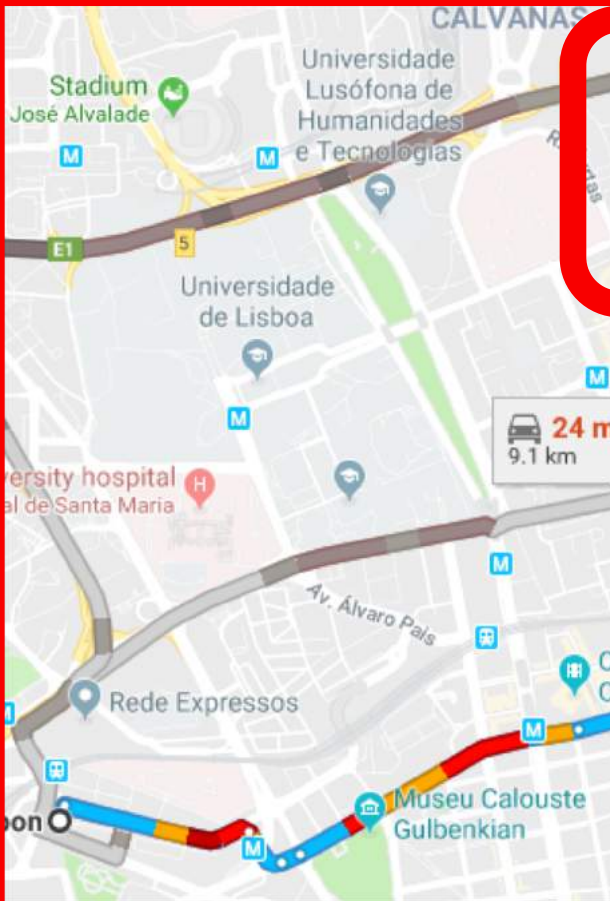 CALVANAS
Universidade
Lusófona de
Humanidades
e Tecnologias
Stadium
José Alvalade
M
M
E1
5
Universidade
de Lisboa
M
M
24 m
9.1 km
ersity hospital
al de Santa Maria
H
M
Av. Álvaro Pais
Rede Expressos
C
C
M
bon
Museu Calouste
Gulbenkian
M